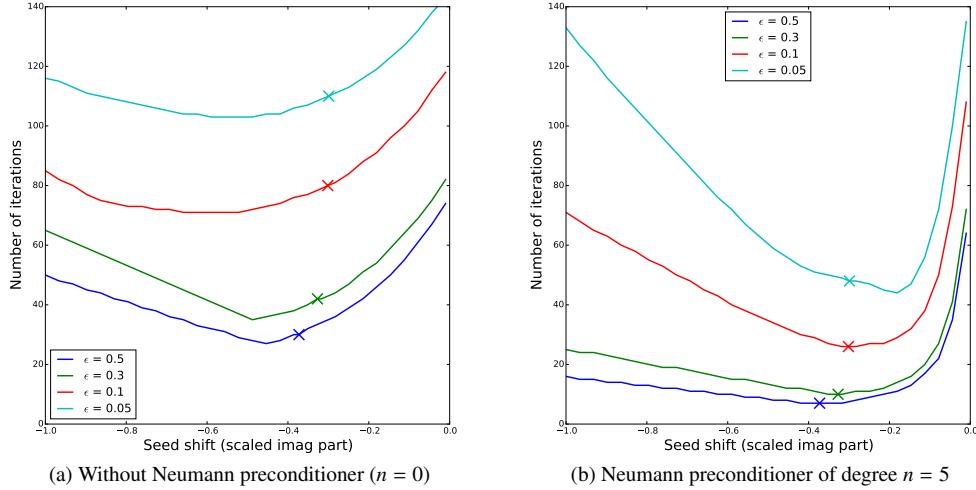 140
120
100
80
60
40
20
0
Number of iterations
ϵ = 0.5
ϵ = 0.3
ϵ = 0.1
ϵ = 0.05
−1.0 −0.8 −0.6 −0.4 −0.2 0.0
Seed shift (scaled imag part)
(a) Without Neumann preconditioner (n = 0)
140
120
100
80
60
40
20
0
Number of iterations
ϵ = 0.5
ϵ = 0.3
ϵ = 0.1
ϵ = 0.05
−1.0 −0.8 −0.6 −0.4 −0.2 0.0
Seed shift (scaled imag part)
(b) Neumann preconditioner of degree n = 5